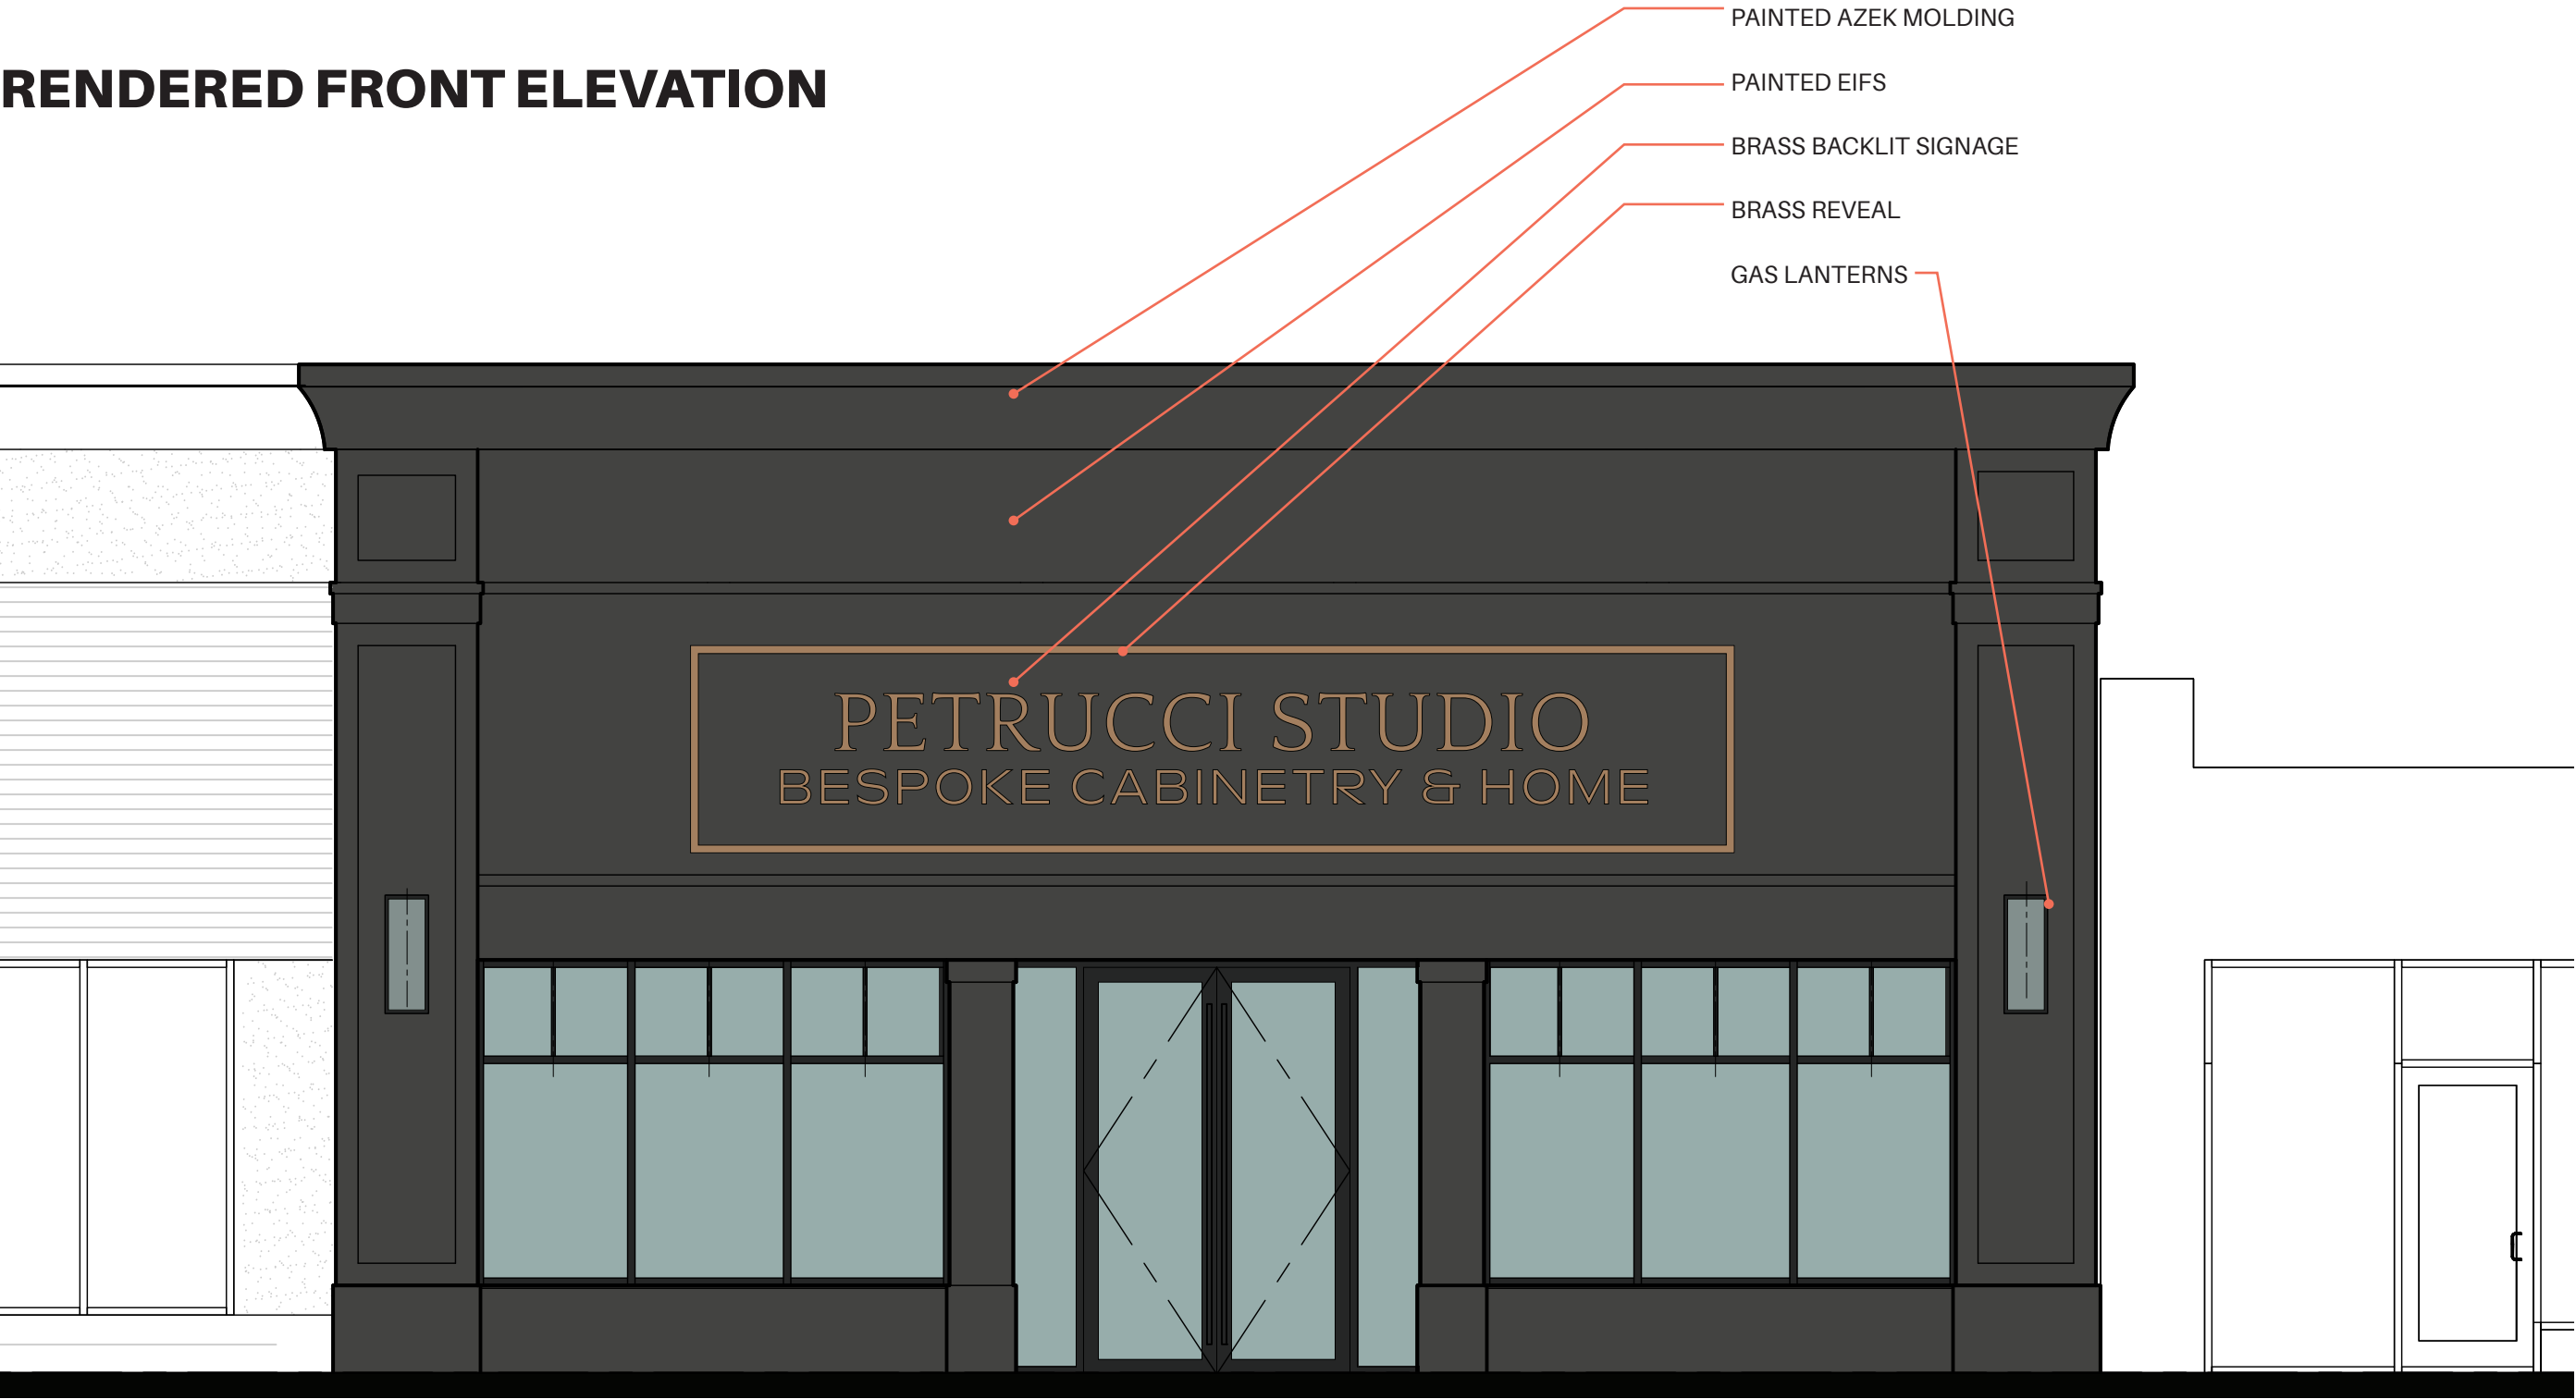 PAINTED AZEK MOLDING
RENDERED FRONT ELEVATION
PAINTED EIFS
BRASS BACKLIT SIGNAGE
BRASS REVEAL
GAS LANTERNS
PETRUCCI STUDIO
BESPOKE CABINETRY & HOME